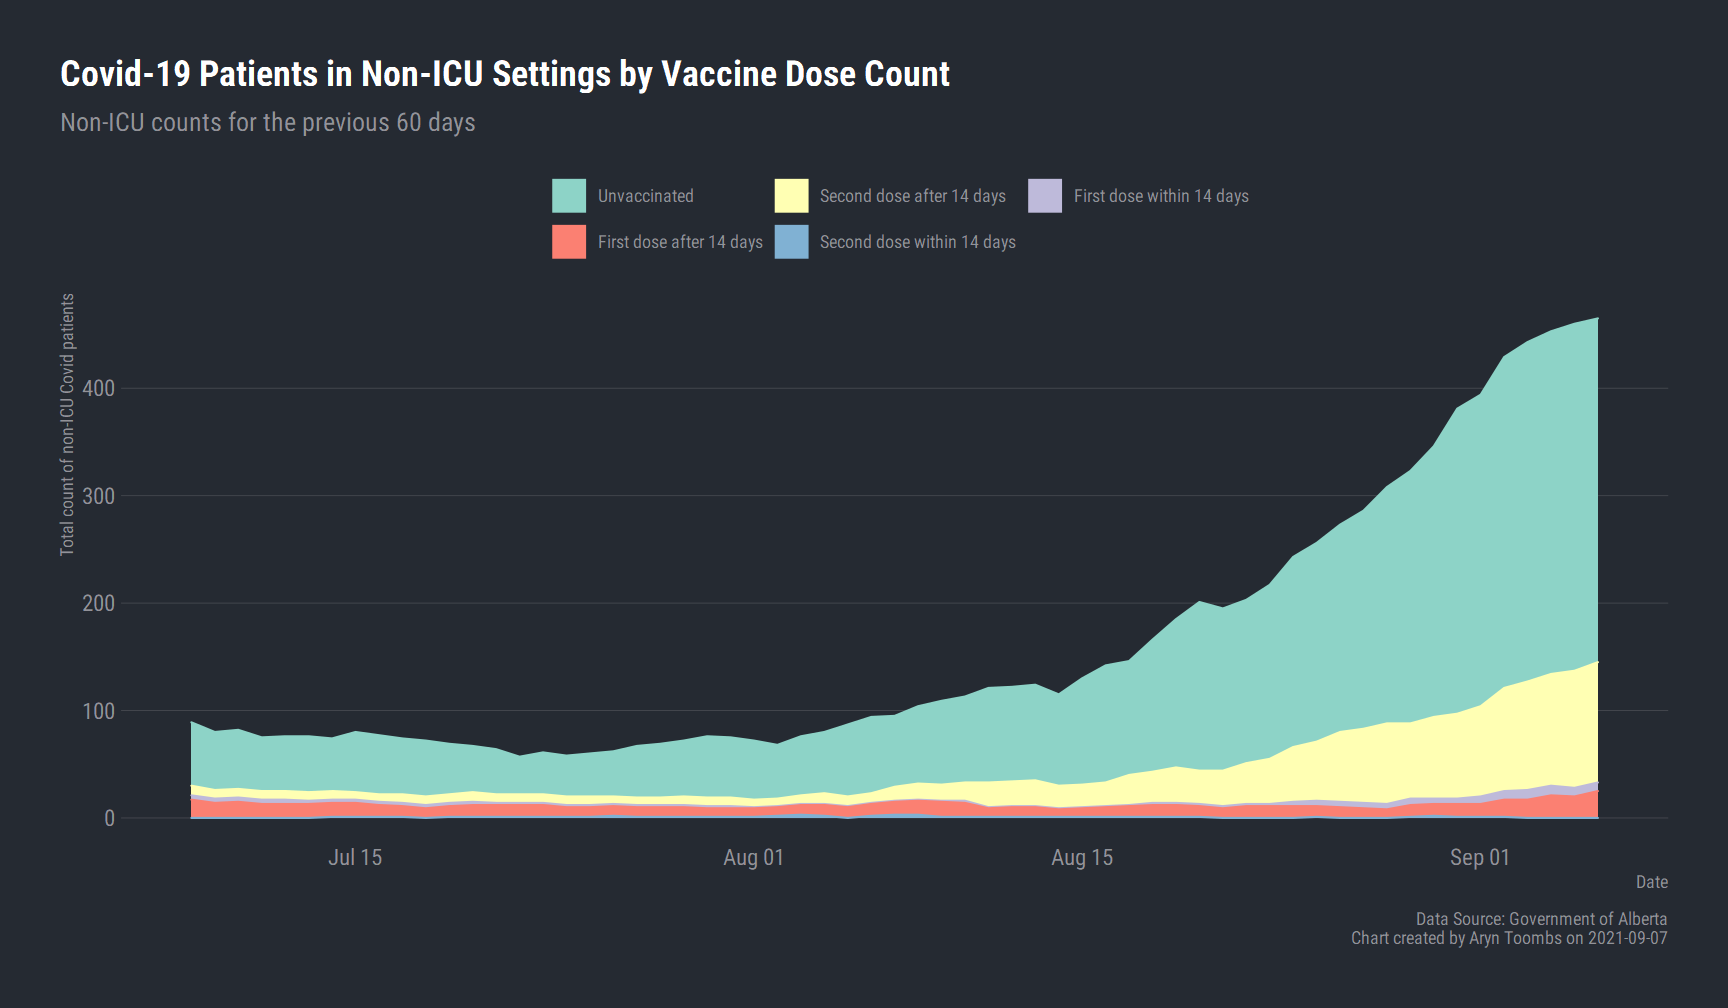 Covid-19 Patients in Non-ICU Settings by Vaccine Dose Count
Non-ICU counts for the previous 60 days
Unvaccinated
Second dose after 14 days
First dose within 14 days
First dose after 14 days
Second dose within 14 days
Total count of non-ICU Covid patients
400
300
200
100
0
Jul 15
Aug 01
Aug 15
Sep 01
Date
Data Source: Government of Alberta
Chart created by Aryn Toombs on 2021-09-07